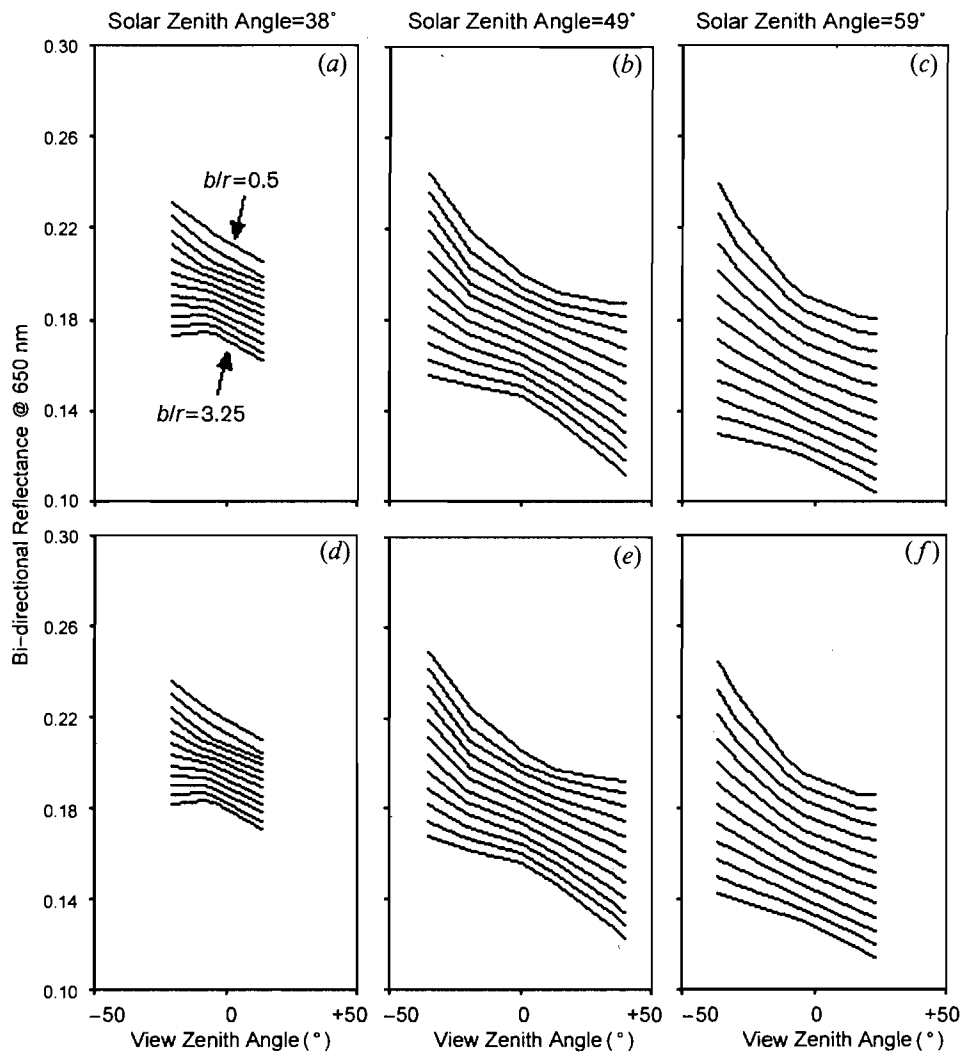 Solar Zenith Angle=38° Solar Zenith Angle=49° Solar Zenith Angle=59°
0.30 (a) (b) (c)
0.26
b/r=0.5
0.22
0.18
0.14
b/r=3.25
0.10
0.30 (d) (e) (f)
0.26
0.22
0.18
0.14
0.10
Bi-directional Reflectance @ 650 nm
−50 0 +50 −50 0 +50 −50 0 +50
View Zenith Angle (°) View Zenith Angle (°) View Zenith Angle (°)